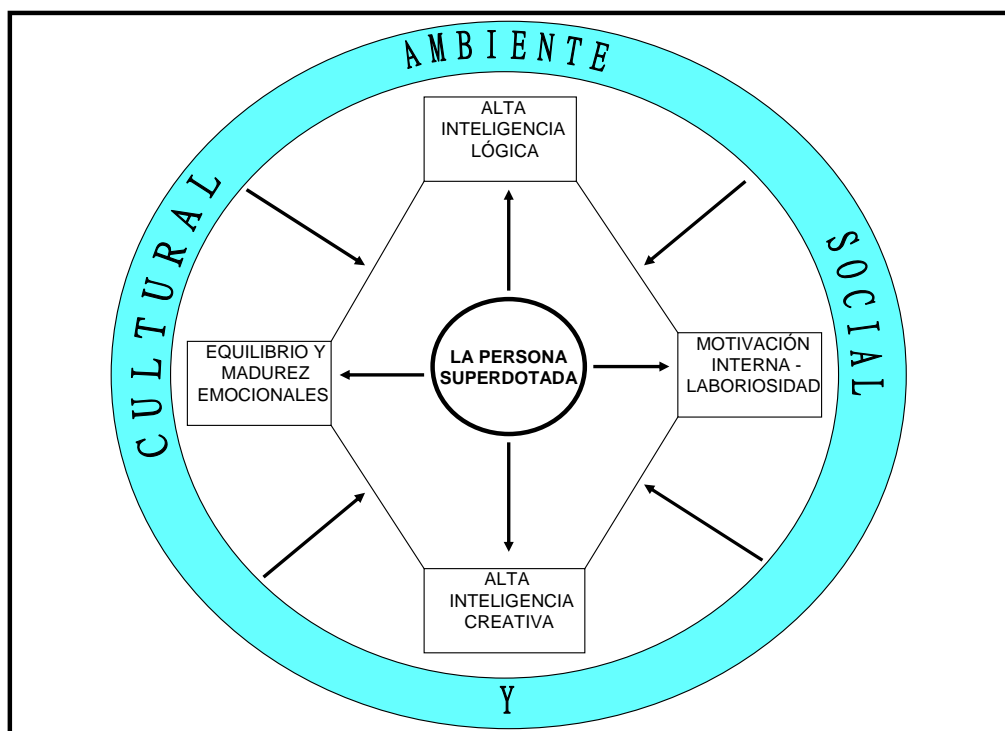 AMBIENTE
SOCIAL
Y
CULTURAL
ALTA
INTELIGENCIA
LÓGICA
EQUILIBRIO Y
MADUREZ
EMOCIONALES
LA PERSONA
SUPERDOTADA
MOTIVACIÓN
INTERNA -
LABORIOSIDAD
ALTA
INTELIGENCIA
CREATIVA